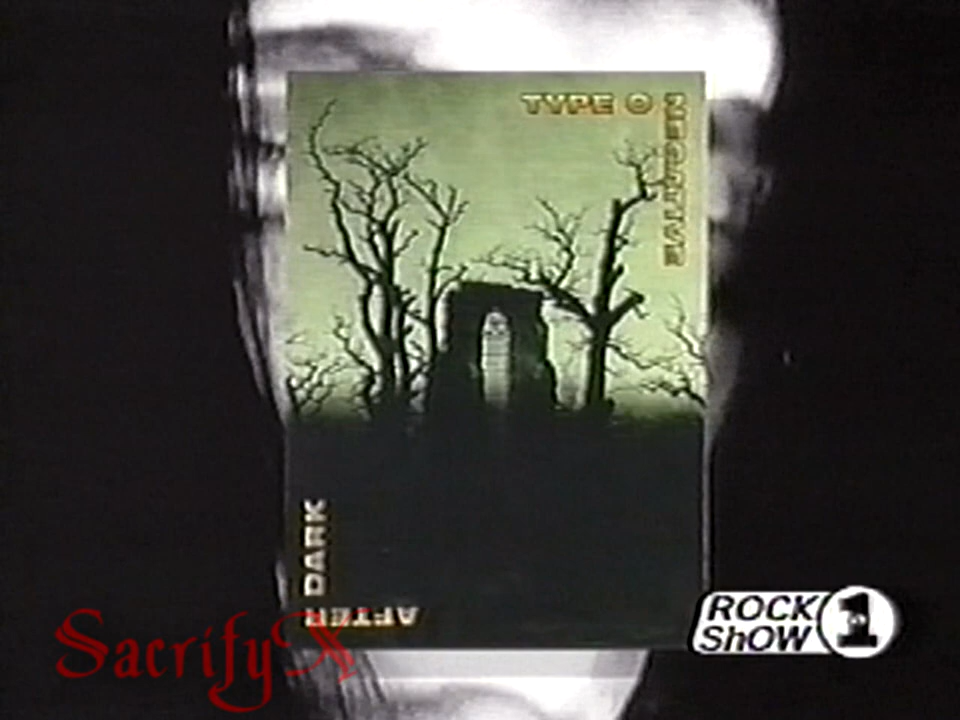 TYPE O
NEGATIVE
AFTER DARK
ROCK
ShOW
1
SacrifyX